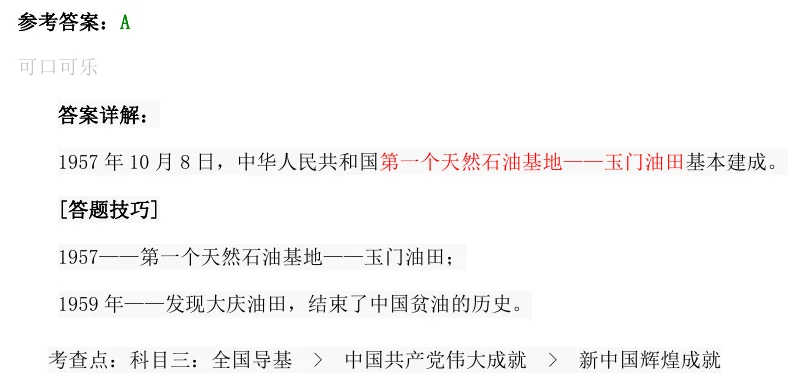 参考答案：A
可口可乐
答案详解：
1957 年 10 月 8 日，中华人民共和国第一个天然石油基地——玉门油田基本建成。
[答题技巧]
1957——第一个天然石油基地——玉门油田；
1959 年——发现大庆油田，结束了中国贫油的历史。
考查点：科目三：全国导基 > 中国共产党伟大成就 > 新中国辉煌成就